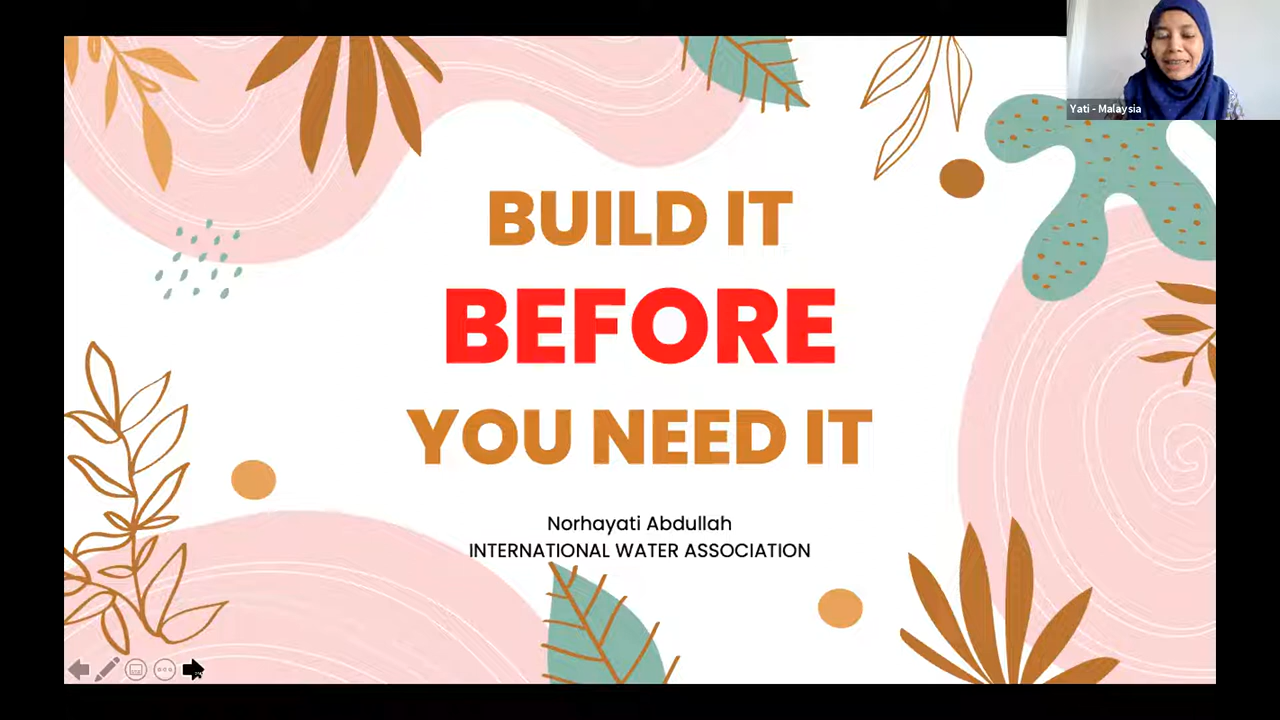 Yati - Malaysia
BUILD IT
BEFORE
YOU NEED IT
Norhayati Abdullah
INTERNATIONAL WATER ASSOCIATION